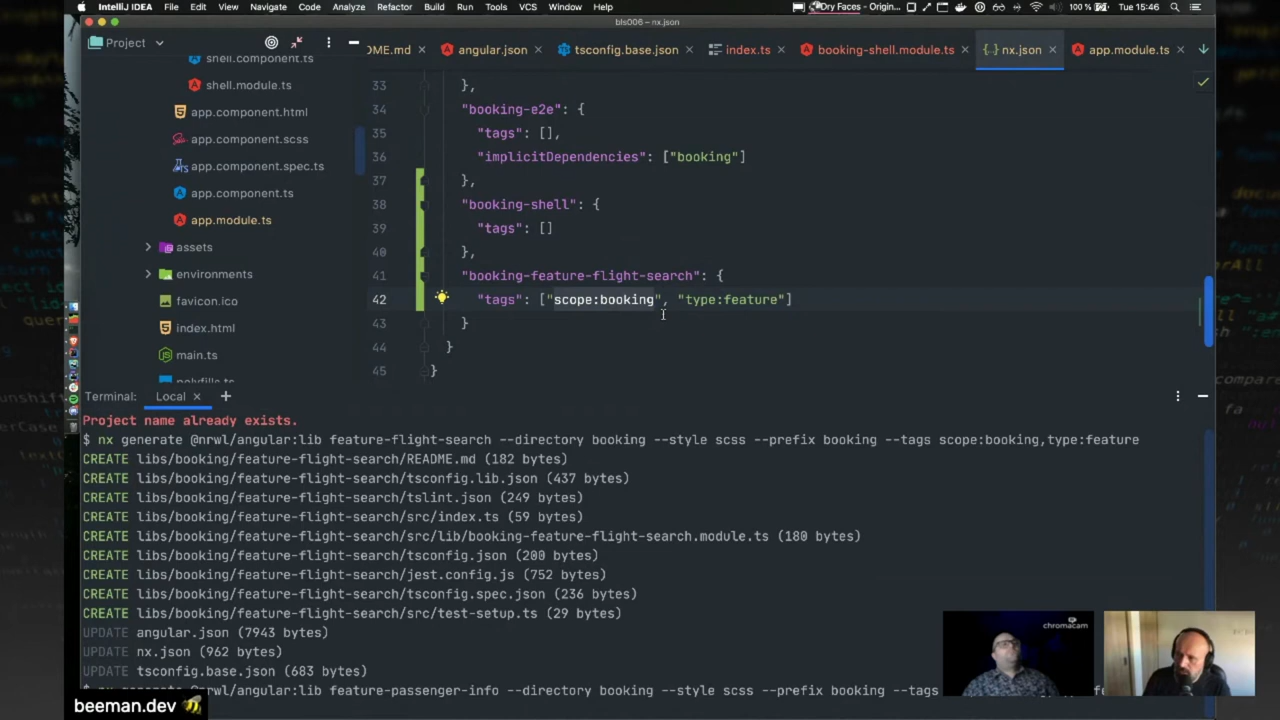 IntelliJ IDEA File Edit View Navigate Code Analyze Refactor Build Run Tools VCS Window Help Dry Faces - Origin... 100 % Tue 15:46
bls006 – nx.json
Project
DME.md angular.json tsconfig.base.json index.ts booking-shell.module.ts nx.json app.module.ts
shell.component.ts
shell.module.ts
app.component.html
app.component.scss
app.component.spec.ts
app.component.ts
app.module.ts
assets
environments
favicon.ico
index.html
main.ts
polyfills.ts
33 },
34 "booking-e2e": {
35 "tags": [],
36 "implicitDependencies": ["booking"]
37 },
38 "booking-shell": {
39 "tags": []
40 },
41 "booking-feature-flight-search": {
42 "tags": ["scope:booking", "type:feature"]
43 }
44 }
45 }
Terminal: Local +
Project name already exists.
$ nx generate @nrwl/angular:lib feature-flight-search --directory booking --style scss --prefix booking --tags scope:booking,type:feature
CREATE libs/booking/feature-flight-search/README.md (182 bytes)
CREATE libs/booking/feature-flight-search/tsconfig.lib.json (437 bytes)
CREATE libs/booking/feature-flight-search/tslint.json (249 bytes)
CREATE libs/booking/feature-flight-search/src/index.ts (59 bytes)
CREATE libs/booking/feature-flight-search/src/lib/booking-feature-flight-search.module.ts (180 bytes)
CREATE libs/booking/feature-flight-search/tsconfig.json (200 bytes)
CREATE libs/booking/feature-flight-search/jest.config.js (752 bytes)
CREATE libs/booking/feature-flight-search/tsconfig.spec.json (236 bytes)
CREATE libs/booking/feature-flight-search/src/test-setup.ts (29 bytes)
UPDATE angular.json (7943 bytes)
UPDATE nx.json (962 bytes)
UPDATE tsconfig.base.json (683 bytes)
$ nx generate @nrwl/angular:lib feature-passenger-info --directory booking --style scss --prefix booking --tags
chromacam
beeman.dev